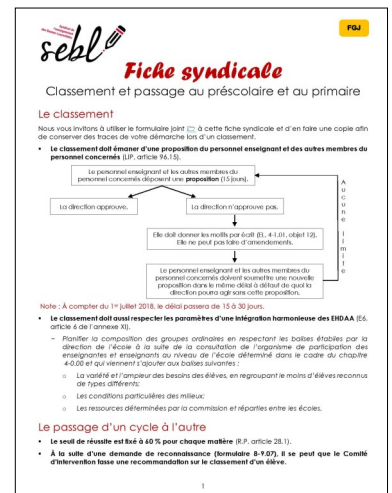 FGJ
sebl
Fiche syndicale
Classement et passage au préscolaire et au primaire
Le classement
Nous vous invitons à utiliser le formulaire joint à cette fiche syndicale et d'en faire une copie afin
de conserver des traces de votre démarche lors d'un classement.
• Le classement doit émaner d'une proposition du personnel enseignant et des autres membres du
personnel concernés (LIP, article 96.15).
Le personnel enseignant et les autres membres du
personnel concernés déposent une proposition (15 jours).
La direction approuve.
La direction n'approuve pas.
Elle doit donner les motifs par écrit (EL, 4-1.01, objet 12).
Elle ne peut pas faire d'amendements.
Le personnel enseignant et les autres membres du
personnel concernés doivent soumettre une nouvelle
proposition dans le même délai à défaut de quoi la
direction pourra agir sans cette proposition.
Aucune limite
Note : À compter du 1er juillet 2018, le délai passera de 15 à 30 jours.
• Le classement doit aussi respecter les paramètres d'une intégration harmonieuse des EHDAA (E6,
article 6 de l'annexe XI).
− Planifier la composition des groupes ordinaires en respectant les balises établies par la
direction de l'école à la suite de la consultation de l'organisme de participation des
enseignantes et enseignants au niveau de l'école déterminé dans le cadre du chapitre
4-0.00 et qui viennent s'ajouter aux balises suivantes :
o La variété et l'ampleur des besoins des élèves, en regroupant le moins d'élèves reconnus
de types différents;
o Les conditions particulières des milieux;
o Les ressources déterminées par la commission et réparties entre les écoles.
Le passage d'un cycle à l'autre
• Le seuil de réussite est fixé à 60 % pour chaque matière (R.P. article 28.1).
• À la suite d'une demande de reconnaissance (formulaire 8-9.07), il se peut que le Comité
d'intervention fasse une recommandation sur le classement d'un élève.
1